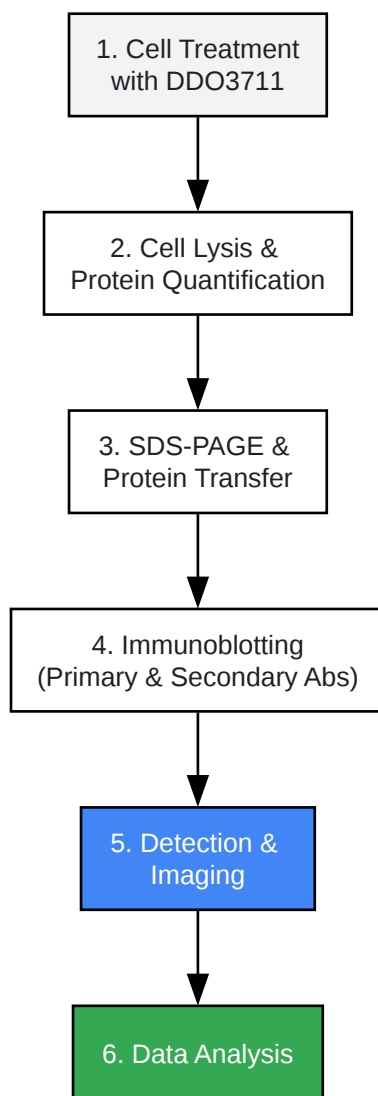 1. Cell Treatment
with DDO3711
2. Cell Lysis &
Protein Quantification
3. SDS-PAGE &
Protein Transfer
4. Immunoblotting
(Primary & Secondary Abs)
5. Detection &
Imaging
6. Data Analysis